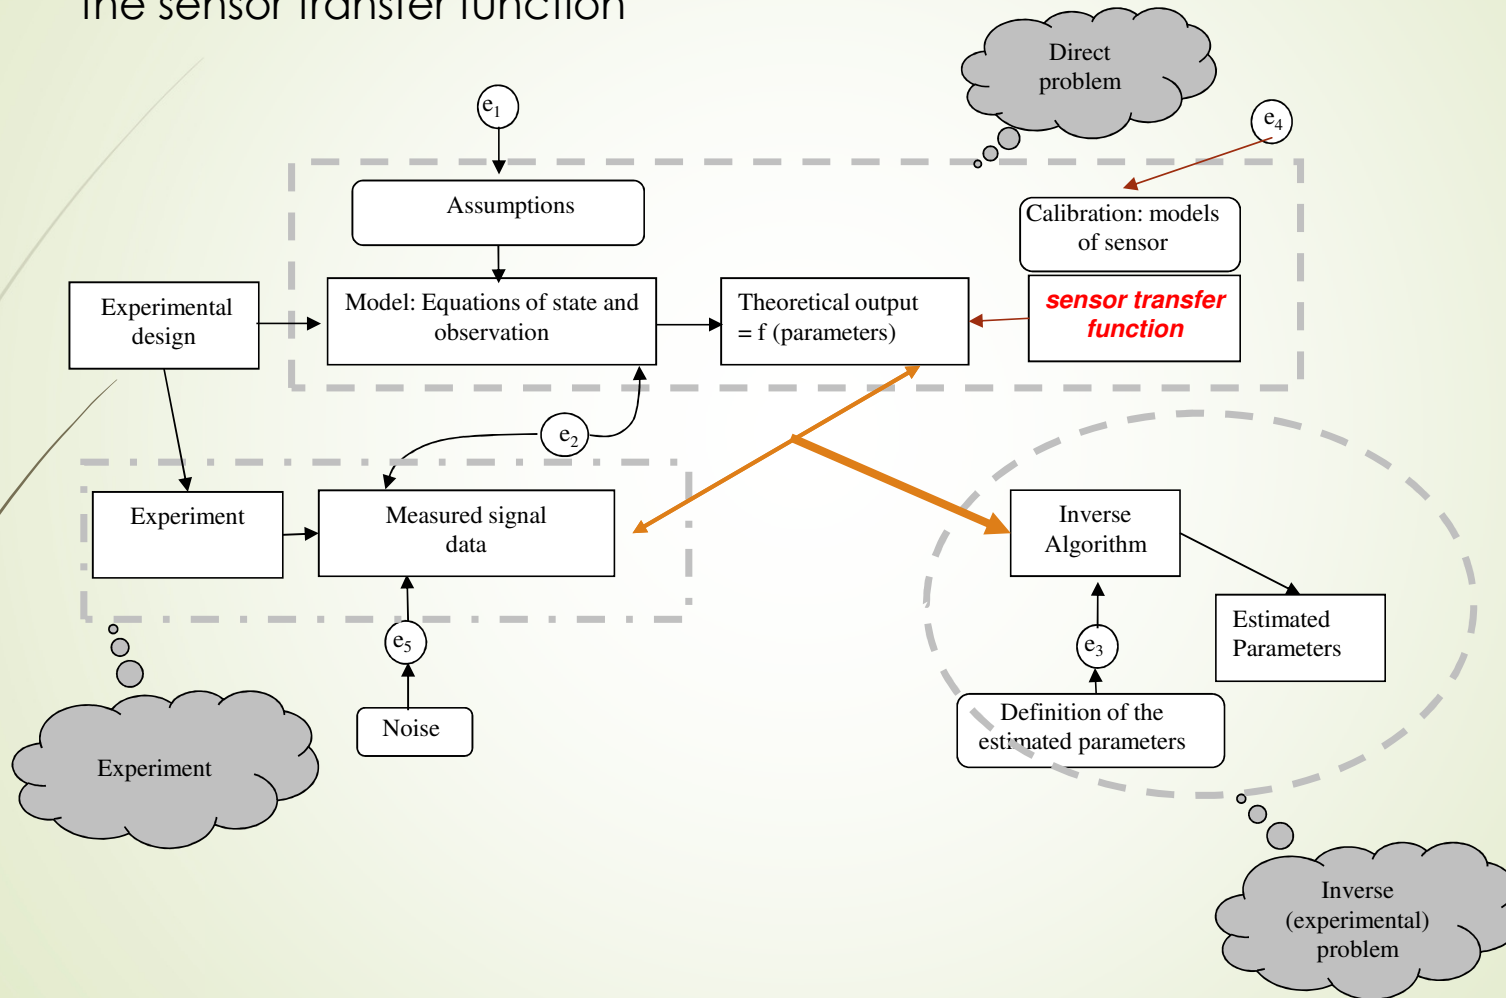 the sensor transfer function
Direct
problem
e1
e4
Assumptions
Calibration: models
of sensor
Experimental
design
Model: Equations of state and
observation
Theoretical output
= f (parameters)
sensor transfer
function
e2
Experiment
Measured signal
data
Inverse
Algorithm
e5
e3
Estimated
Parameters
Noise
Definition of the
estimated parameters
Experiment
Inverse
(experimental)
problem